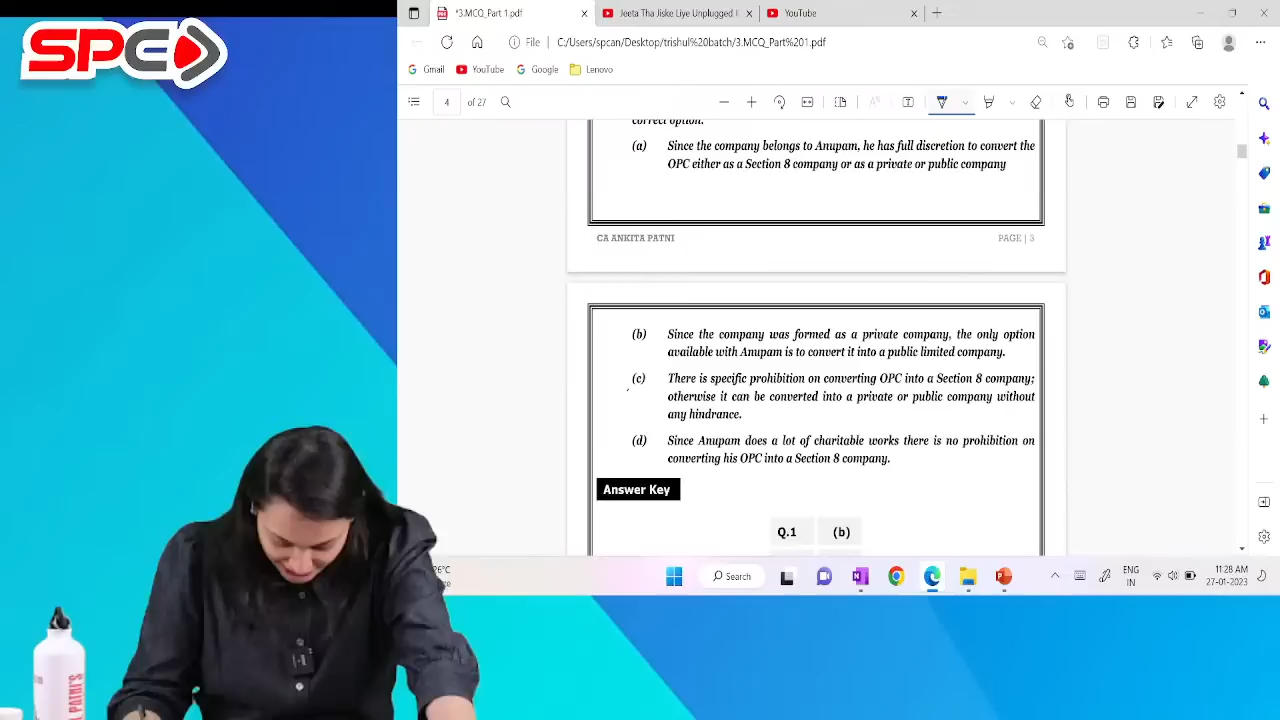 SPC
*3.MCQ_Part 1.pdf
Jeeta Tha Jiske Liye Unplugged I
YouTube
File
C:/Users/spcan/Desktop/trishul%20batch%20/3.MCQ_Part%201.pdf
Gmail
YouTube
Google
Lenovo
4 of 27
correct option.
(a) Since the company belongs to Anupam, he has full discretion to convert the
OPC either as a Section 8 company or as a private or public company
CA ANKITA PATNI
PAGE | 3
(b) Since the company was formed as a private company, the only option
available with Anupam is to convert it into a public limited company.
(c) There is specific prohibition on converting OPC into a Section 8 company;
otherwise it can be converted into a private or public company without
any hindrance.
(d) Since Anupam does a lot of charitable works there is no prohibition on
converting his OPC into a Section 8 company.
Answer Key
Q.1 (b)
26°C
Search
ENG
IN
11:28 AM
27-01-2023
PATNI'S